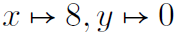 x ↦ 8, y ↦ 0